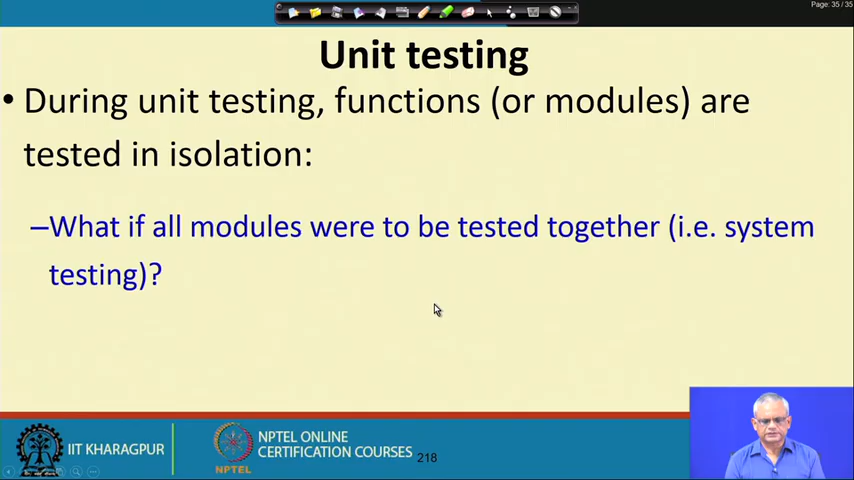 Page: 35 / 35
Unit testing
• During unit testing, functions (or modules) are
tested in isolation:
–What if all modules were to be tested together (i.e. system
testing)?
IIT KHARAGPUR
NPTEL
NPTEL ONLINE
CERTIFICATION COURSES
218